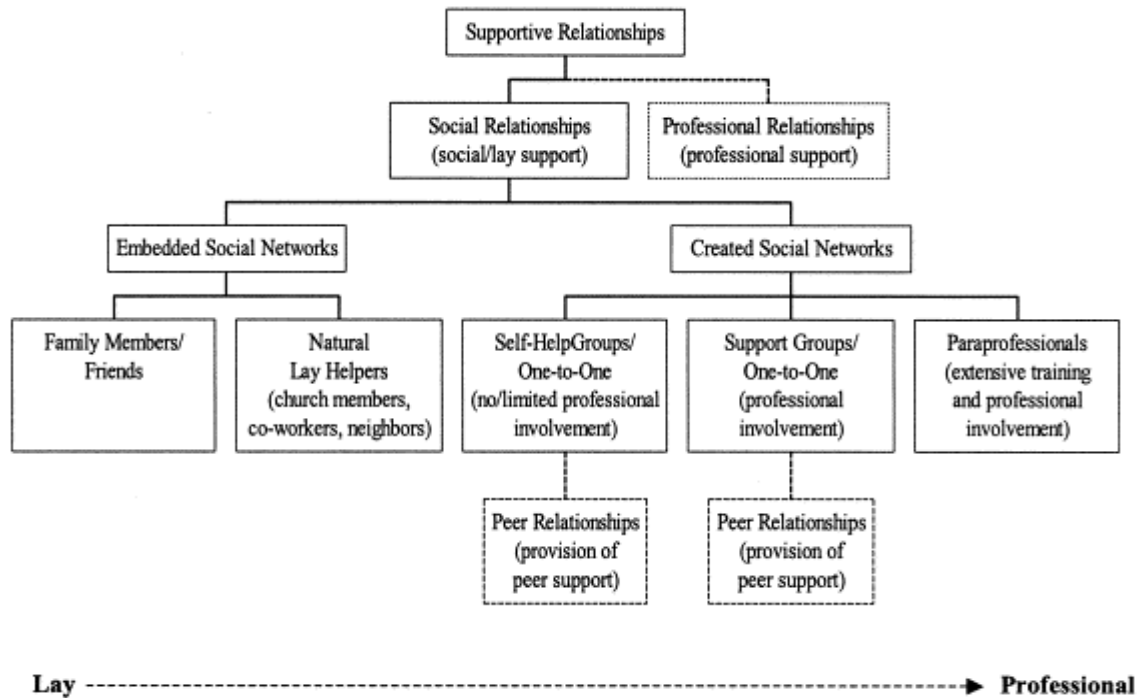 Supportive Relationships
Social Relationships
(social/lay support)
Professional Relationships
(professional support)
Embedded Social Networks
Created Social Networks
Family Members/
Friends
Natural
Lay Helpers
(church members,
co-workers, neighbors)
Self-HelpGroups/
One-to-One
(no/limited professional
involvement)
Support Groups/
One-to-One
(professional
involvement)
Paraprofessionals
(extensive training
and professional
involvement)
Peer Relationships
(provision of
peer support)
Peer Relationships
(provision of
peer support)
Lay
Professional